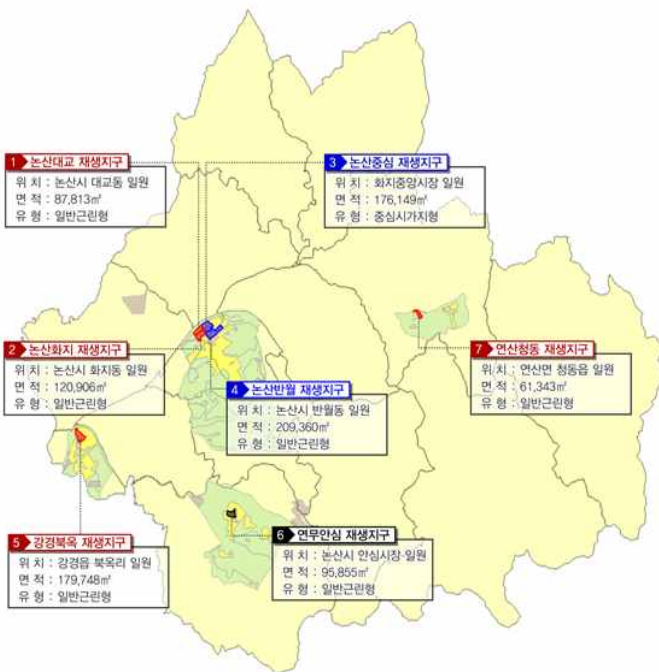 1 논산대교 재생지구
위 치 : 논산시 대교동 일원
면 적 : 87,813㎡
유 형 : 일반근린형
3 논산중심 재생지구
위 치 : 화지중앙시장 일원
면 적 : 176,149㎡
유 형 : 중심시가지형
2 논산화지 재생지구
위 치 : 논산시 화지동 일원
면 적 : 120,906㎡
유 형 : 일반근린형
4 논산반월 재생지구
위 치 : 논산시 반월동 일원
면 적 : 209,360㎡
유 형 : 일반근린형
7 연산청동 재생지구
위 치 : 연산면 청동읍 일원
면 적 : 61,343㎡
유 형 : 일반근린형
5 강경북옥 재생지구
위 치 : 강경읍 북옥리 일원
면 적 : 179,748㎡
유 형 : 일반근린형
6 연무안심 재생지구
위 치 : 논산시 안심시장 일원
면 적 : 95,855㎡
유 형 : 일반근린형